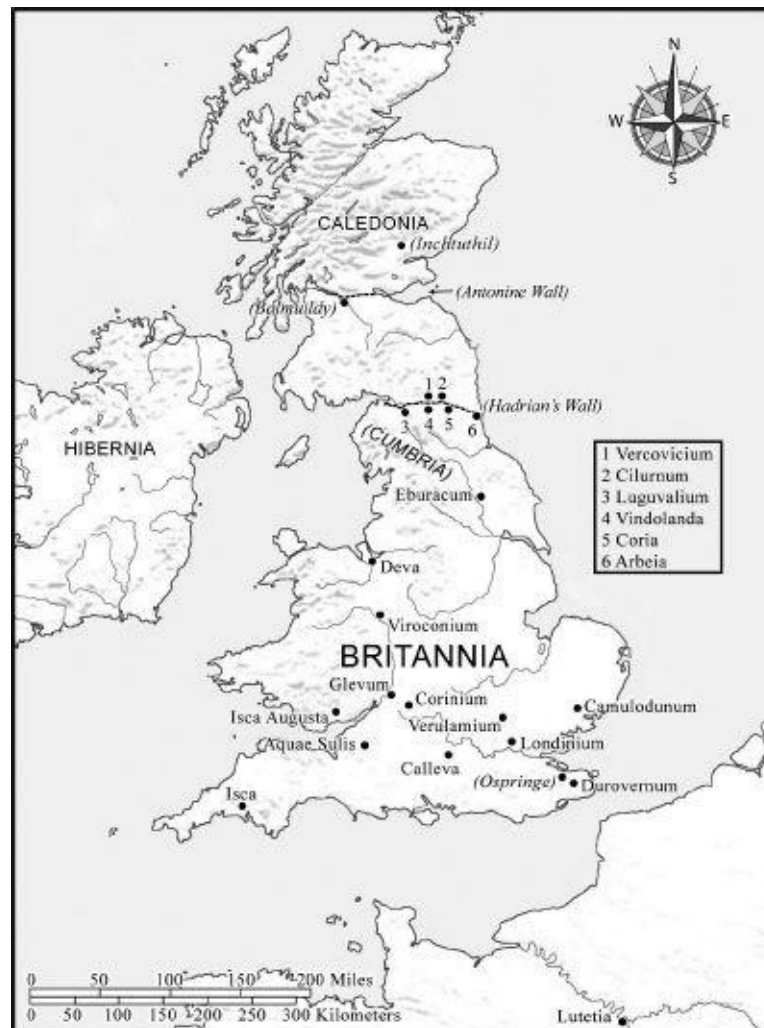 N
W E
S
CALEDONIA
(Inchtuthil)
(Antonine Wall)
(Balmuildy)
1 2
(Hadrian's Wall)
3 4 5 6
(CUMBRIA)
HIBERNIA
1 Vercovicium
2 Cilurnum
3 Luguvalium
4 Vindolanda
5 Coria
6 Arbeia
Eburacum
Deva
Viroconium
BRITANNIA
Glevum
Corinium
Camulodunum
Isca Augusta
Verulamium
Aquae Sulis
Londinium
Calleva
(Ospringe)
Durovernum
Isca
0 50 100 150 200 Miles
0 50 100 150 200 250 300 Kilometers
Lutetia